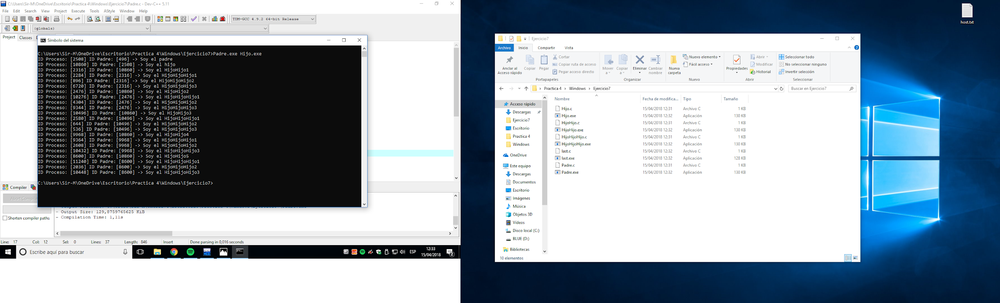 C:\Users\Sir-M\OneDrive\Escritorio\Practica 4\Windows\Ejercicio7\Padre.c - Dev-C++ 5.11
File Edit Search View Project Execute Tools AStyle Window Help
TDM-GCC 4.9.2 64-bit Release
(globals)
Project Classes
Símbolo del sistema
C:\Users\Sir-M\OneDrive\Escritorio\Practica 4\Windows\Ejercicio7>Padre.exe Hijo.exe
ID Proceso: [2508] ID Padre: [496] -> Soy el padre
ID Proceso: [10860] ID Padre: [2508] -> Soy el hijo
ID Proceso: [2316] ID Padre: [10860] -> Soy el HijoHijo1
ID Proceso: [2284] ID Padre: [2316] -> Soy el HijoHijoHijo1
ID Proceso: [896] ID Padre: [2316] -> Soy el HijoHijoHijo2
ID Proceso: [6720] ID Padre: [2316] -> Soy el HijoHijoHijo3
ID Proceso: [2476] ID Padre: [10860] -> Soy el HijoHijo2
ID Proceso: [10276] ID Padre: [2476] -> Soy el HijoHijoHijo1
ID Proceso: [4304] ID Padre: [2476] -> Soy el HijoHijoHijo2
ID Proceso: [9344] ID Padre: [2476] -> Soy el HijoHijoHijo3
ID Proceso: [10496] ID Padre: [10860] -> Soy el HijoHijo3
ID Proceso: [2580] ID Padre: [10496] -> Soy el HijoHijoHijo1
ID Proceso: [644] ID Padre: [10496] -> Soy el HijoHijoHijo2
ID Proceso: [536] ID Padre: [10496] -> Soy el HijoHijoHijo3
ID Proceso: [9968] ID Padre: [10860] -> Soy el HijoHijo4
ID Proceso: [9364] ID Padre: [9968] -> Soy el HijoHijoHijo1
ID Proceso: [2608] ID Padre: [9968] -> Soy el HijoHijoHijo2
ID Proceso: [10432] ID Padre: [9968] -> Soy el HijoHijoHijo3
ID Proceso: [8600] ID Padre: [10860] -> Soy el HijoHijo5
ID Proceso: [11240] ID Padre: [8600] -> Soy el HijoHijoHijo1
ID Proceso: [2036] ID Padre: [8600] -> Soy el HijoHijoHijo2
ID Proceso: [10448] ID Padre: [8600] -> Soy el HijoHijoHijo3
C:\Users\Sir-M\OneDrive\Escritorio\Practica 4\Windows\Ejercicio7>
Compiler
Abort Compilat
- Output Size: 129,8759765625 KiB
- Compilation Time: 1,11s
Shorten compiler paths
Line: 17 Col: 12 Sel: 0 Lines: 37 Length: 846 Insert Done parsing in 0,016 seconds
Escribe aquí para buscar
DEV
ESP
12:33
15/04/2018
2
host.txt
Ejercicio7
Archivo Inicio Compartir Vista
Anclar al
Acceso rápido
Copiar
Pegar
Cortar
Copiar ruta de acceso
Pegar acceso directo
Portapapeles
Mover
a
Copiar
a
Eliminar
Cambiar
nombre
Organizar
Nueva
carpeta
Nuevo elemento
Fácil acceso
Nuevo
Propiedades
Abrir
Modificar
Historial
Abrir
Seleccionar todo
No seleccionar ninguno
Invertir selección
Seleccionar
Practica 4 > Windows > Ejercicio7
Buscar en Ejercicio7
Acceso rápido
Descargas
Ejercicio7
Escritorio
Practica 4
Windows
OneDrive
Este equipo
Descargas
Documentos
Escritorio
Imágenes
Música
Objetos 3D
Vídeos
Disco local (C:)
BLUE (D:)
Bibliotecas
Nombre Fecha de modifica... Tipo Tamaño
Hijo.c 15/04/2018 12:31 Archivo C 1 KB
Hijo.exe 15/04/2018 12:32 Aplicación 130 KB
HijoHijo.c 15/04/2018 12:31 Archivo C 1 KB
HijoHijo.exe 15/04/2018 12:32 Aplicación 130 KB
HijoHijoHijo.c 15/04/2018 12:31 Archivo C 1 KB
HijoHijoHijo.exe 15/04/2018 12:32 Aplicación 130 KB
last.c 15/04/2018 12:32 Archivo C 1 KB
last.exe 15/04/2018 12:32 Aplicación 128 KB
Padre.c 15/04/2018 12:31 Archivo C 1 KB
Padre.exe 15/04/2018 12:32 Aplicación 130 KB
10 elementos